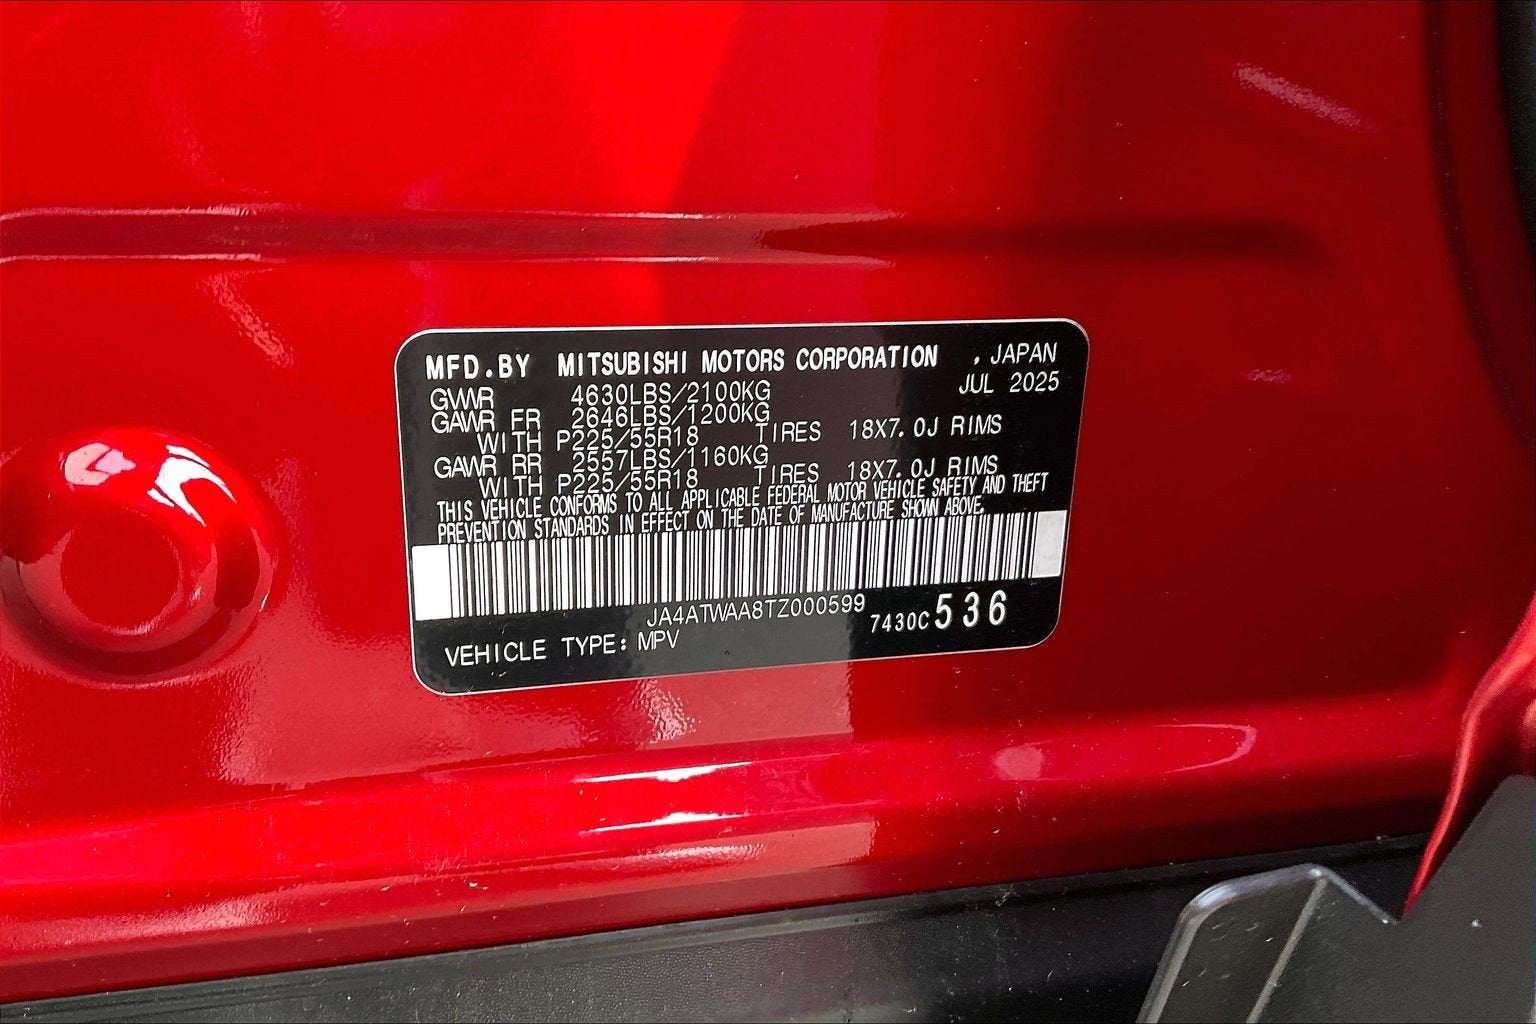 MFD.BY MITSUBISHI MOTORS CORPORATION . JAPAN
JUL 2025
GVWR 4630LBS/2100KG
GAWR FR 2646LBS/1200KG
WITH P225/55R18 TIRES 18X7.0J RIMS
GAWR RR 2557LBS/1160KG
WITH P225/55R18 TIRES 18X7.0J RIMS
THIS VEHICLE CONFORMS TO ALL APPLICABLE FEDERAL MOTOR VEHICLE SAFETY AND THEFT
PREVENTION STANDARDS IN EFFECT ON THE DATE OF MANUFACTURE SHOWN ABOVE.
JA4ATWAA8TZ000599
7430C 536
VEHICLE TYPE: MPV